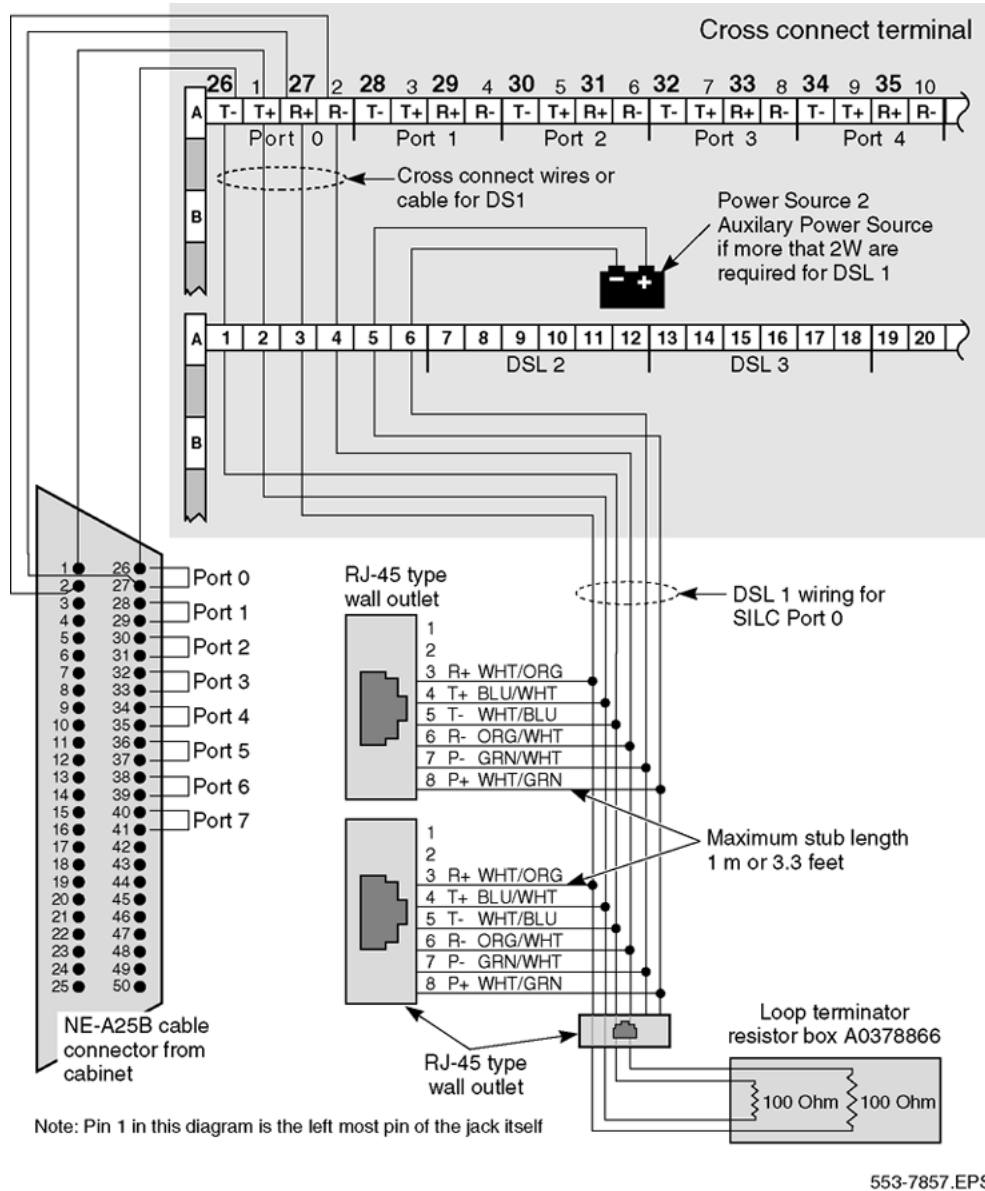 Cross connect terminal
26 1 27 2 28 3 29 4 30 5 31 6 32 7 33 8 34 9 35 10
A T- T+ R+ R- T- T+ R+ R- T- T+ R+ R- T- T+ R+ R- T- T+ R+ R-
Port 0 Port 1 Port 2 Port 3 Port 4
Cross connect wires or
cable for DS1
B
Power Source 2
Auxilary Power Source
if more that 2W are
required for DSL 1
- +
A 1 2 3 4 5 6 7 8 9 10 11 12 13 14 15 16 17 18 19 20
DSL 2 DSL 3
B
1 26
2 27
3 28
4 29
5 30
6 31
7 32
8 33
9 34
10 35
11 36
12 37
13 38
14 39
15 40
16 41
17 42
18 43
19 44
20 45
21 46
22 47
23 48
24 49
25 50
Port 0
Port 1
Port 2
Port 3
Port 4
Port 5
Port 6
Port 7
NE-A25B cable
connector from
cabinet
RJ-45 type
wall outlet
1
2
3 R+ WHT/ORG
4 T+ BLU/WHT
5 T- WHT/BLU
6 R- ORG/WHT
7 P- GRN/WHT
8 P+ WHT/GRN
DSL 1 wiring for
SILC Port 0
1
2
3 R+ WHT/ORG
4 T+ BLU/WHT
5 T- WHT/BLU
6 R- ORG/WHT
7 P- GRN/WHT
8 P+ WHT/GRN
Maximum stub length
1 m or 3.3 feet
RJ-45 type
wall outlet
Loop terminator
resistor box A0378866
100 Ohm 100 Ohm
Note: Pin 1 in this diagram is the left most pin of the jack itself
553-7857.EPS